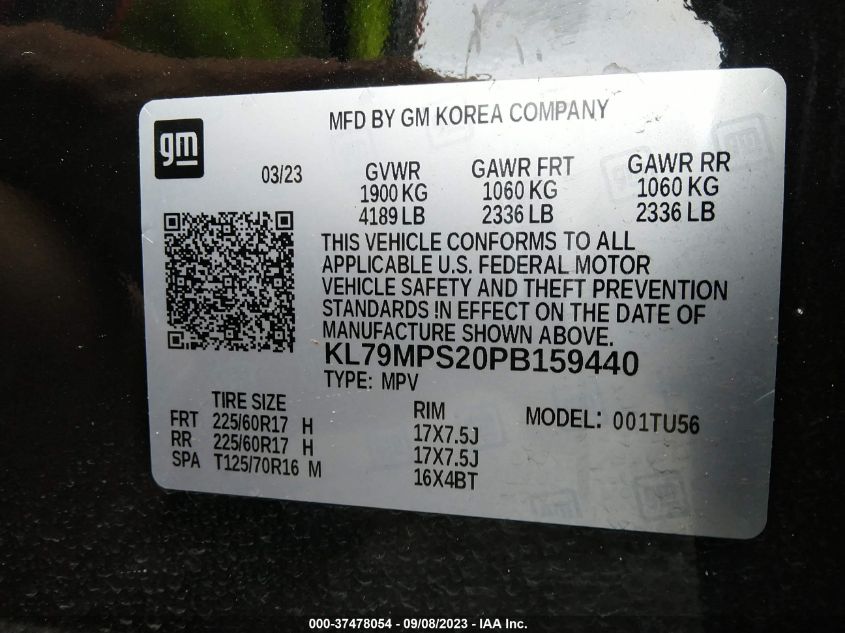 MFD BY GM KOREA COMPANY
gm
03/23
GVWR GAWR FRT GAWR RR
1900 KG 1060 KG 1060 KG
4189 LB 2336 LB 2336 LB
THIS VEHICLE CONFORMS TO ALL
APPLICABLE U.S. FEDERAL MOTOR
VEHICLE SAFETY AND THEFT PREVENTION
STANDARDS IN EFFECT ON THE DATE OF
MANUFACTURE SHOWN ABOVE.
KL79MPS20PB159440
TYPE: MPV
TIRE SIZE RIM MODEL: 001TU56
FRT 225/60R17 H 17X7.5J
RR 225/60R17 H 17X7.5J
SPA T125/70R16 M 16X4BT
000-37478054 - 09/08/2023 - IAA Inc.